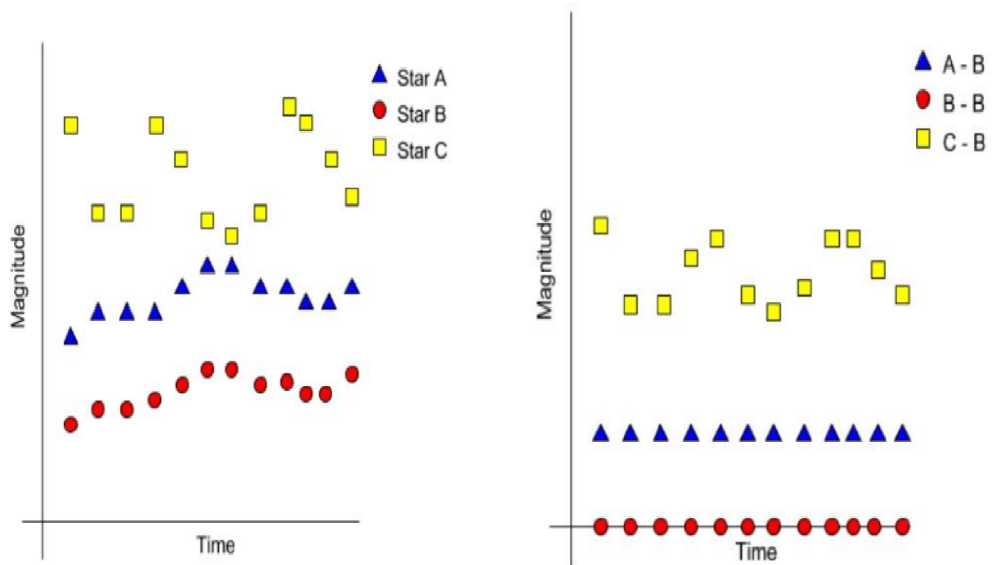 Star A
Star B
Star C
Magnitude
Time
A - B
B - B
C - B
Magnitude
Time